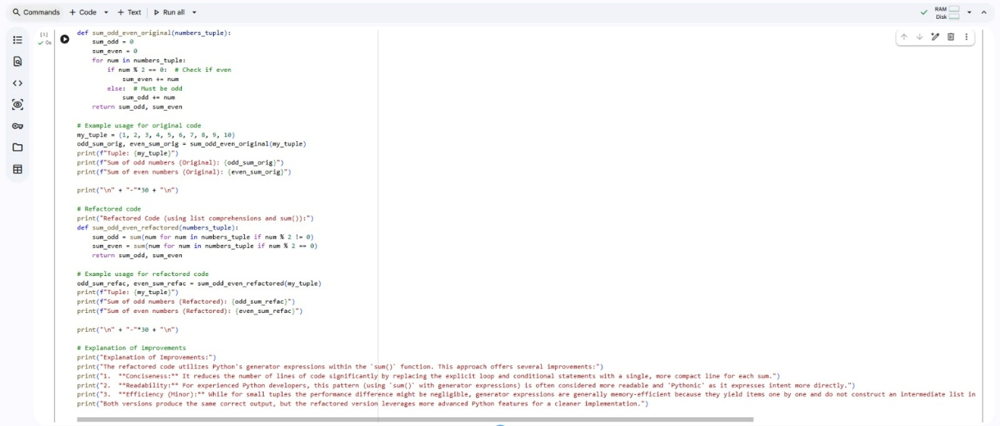 Commands + Code + Text Run all
RAM
Disk
[3]
0s
def sum_odd_even_original(numbers_tuple):
    sum_odd = 0
    sum_even = 0
    for num in numbers_tuple:
        if num % 2 == 0:  # Check if even
            sum_even += num
        else:  # Must be odd
            sum_odd += num
    return sum_odd, sum_even
# Example usage for original code
my_tuple = (1, 2, 3, 4, 5, 6, 7, 8, 9, 10)
odd_sum_orig, even_sum_orig = sum_odd_even_original(my_tuple)
print(f"Tuple: {my_tuple}")
print(f"Sum of odd numbers (Original): {odd_sum_orig}")
print(f"Sum of even numbers (Original): {even_sum_orig}")
print("\n" + "-"*30 + "\n")
# Refactored code
print("Refactored Code (using list comprehensions and sum()):")
def sum_odd_even_refactored(numbers_tuple):
    sum_odd = sum(num for num in numbers_tuple if num % 2 != 0)
    sum_even = sum(num for num in numbers_tuple if num % 2 == 0)
    return sum_odd, sum_even
# Example usage for refactored code
odd_sum_refac, even_sum_refac = sum_odd_even_refactored(my_tuple)
print(f"Tuple: {my_tuple}")
print(f"Sum of odd numbers (Refactored): {odd_sum_refac}")
print(f"Sum of even numbers (Refactored): {even_sum_refac}")
print("\n" + "-"*30 + "\n")
# Explanation of improvements
print("Explanation of Improvements:")
print("The refactored code utilizes Python's generator expressions within the `sum()` function. This approach offers several improvements:")
print("1.  **Conciseness:** It reduces the number of lines of code significantly by replacing the explicit loop and conditional statements with a single, more compact line for each sum.")
print("2.  **Readability:** For experienced Python developers, this pattern (using `sum()` with generator expressions) is often considered more readable and 'Pythonic' as it expresses intent more directly.")
print("3.  **Efficiency (Minor):** While for small tuples the performance difference might be negligible, generator expressions are generally memory-efficient because they yield items one by one and do not construct an intermediate list in
print("Both versions produce the same correct output, but the refactored version leverages more advanced Python features for a cleaner implementation.")